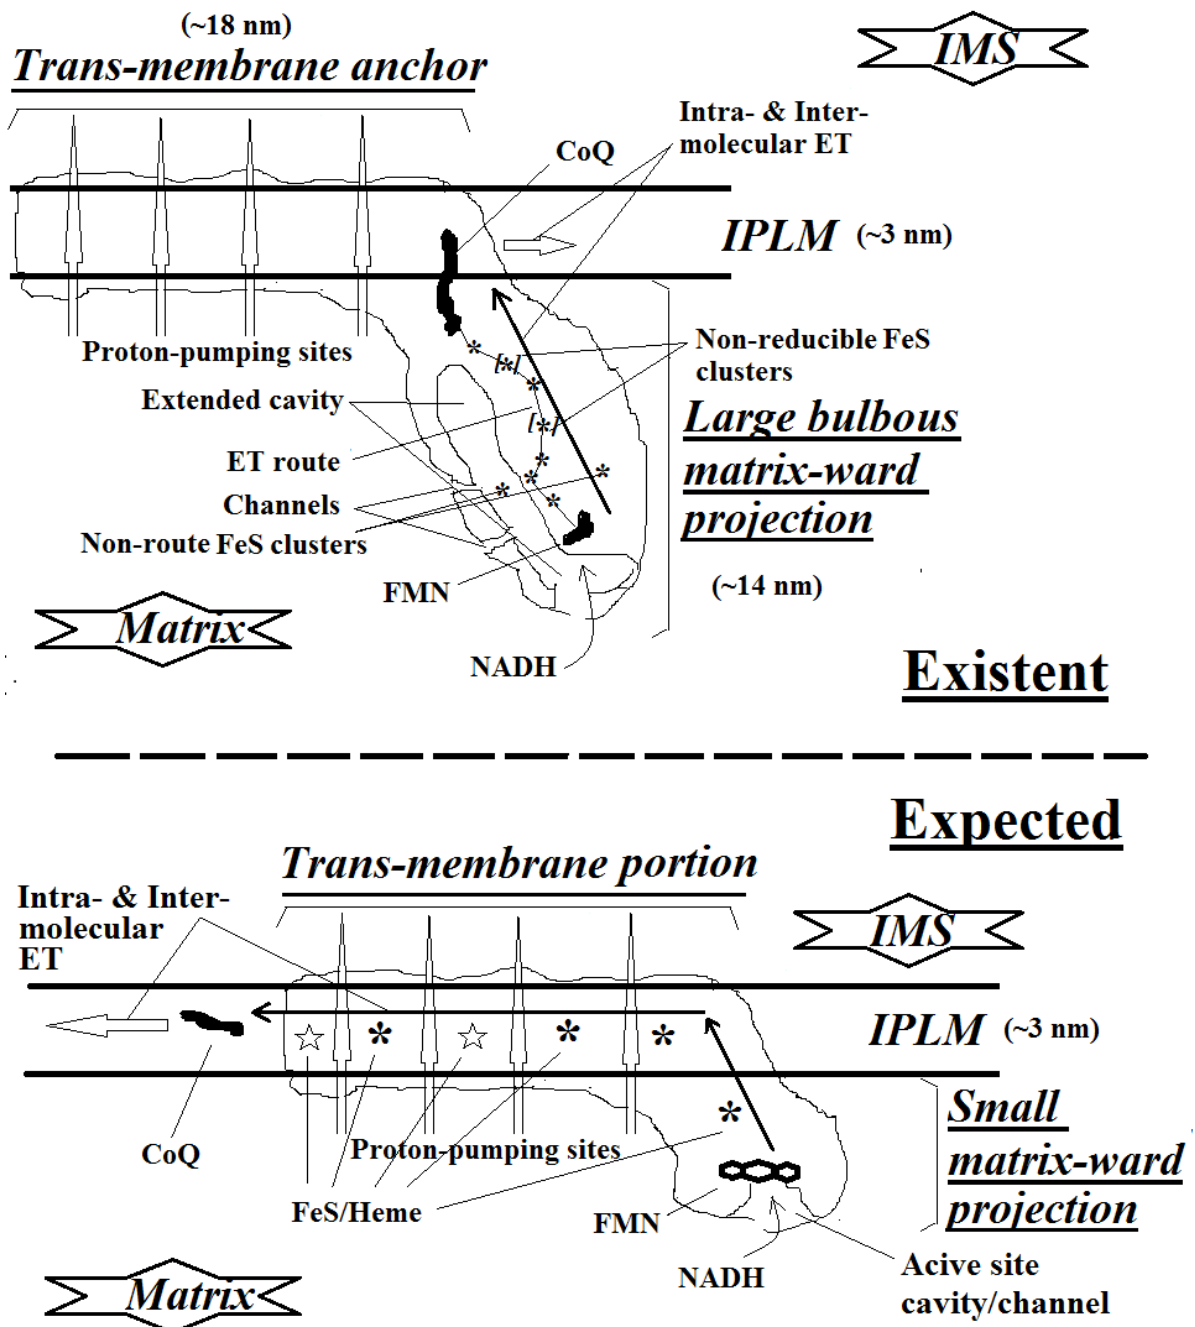 (~18 nm)
Trans-membrane anchor
IMS
Intra- & Inter-
molecular ET
CoQ
IPLM (~3 nm)
Proton-pumping sites
Non-reducible FeS
clusters
Extended cavity
Large bulbous
matrix-ward
projection
ET route
Channels
Non-route FeS clusters
(~14 nm)
FMN
Matrix
NADH
Existent
Expected
Trans-membrane portion
Intra- & Inter-
molecular
ET
IMS
IPLM (~3 nm)
CoQ
Proton-pumping sites
Small
matrix-ward
projection
FeS/Heme
FMN
NADH
Acive site
cavity/channel
Matrix